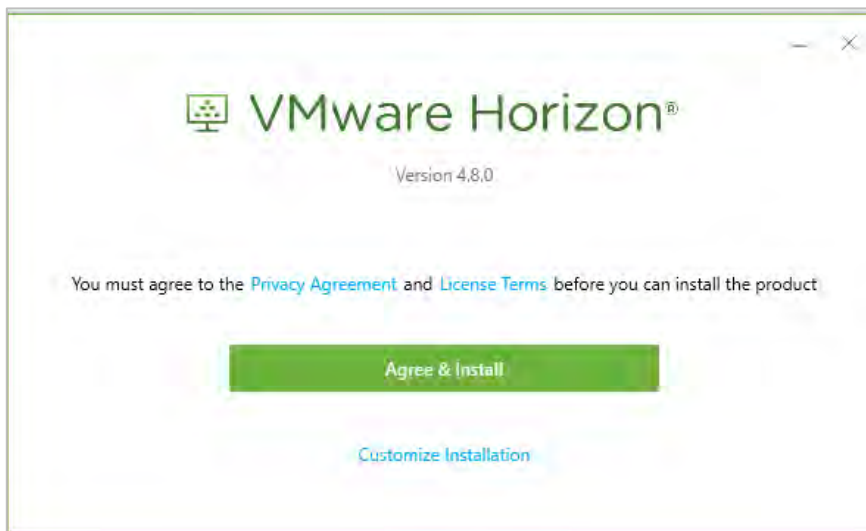 VMware Horizon®
Version 4.8.0
You must agree to the Privacy Agreement and License Terms before you can install the product
Agree & Install
Customize Installation